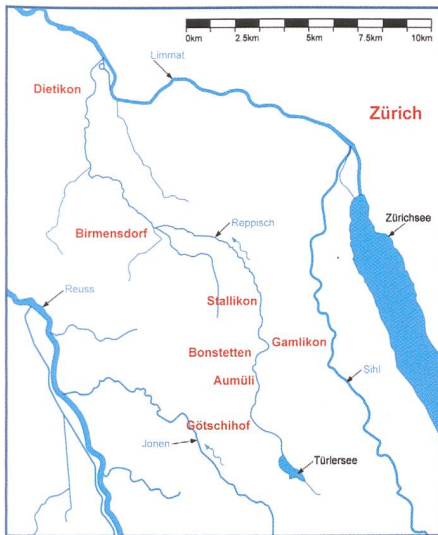 0km 2.5km 5km 7.5km 10km
Limmat
Dietikon
Zürich
Zürichsee
Reppisch
Birmensdorf
Reuss
Stallikon
Gamlikon
Bonstetten
Sihl
Aumüli
Götschihof
Jonen
Türlersee